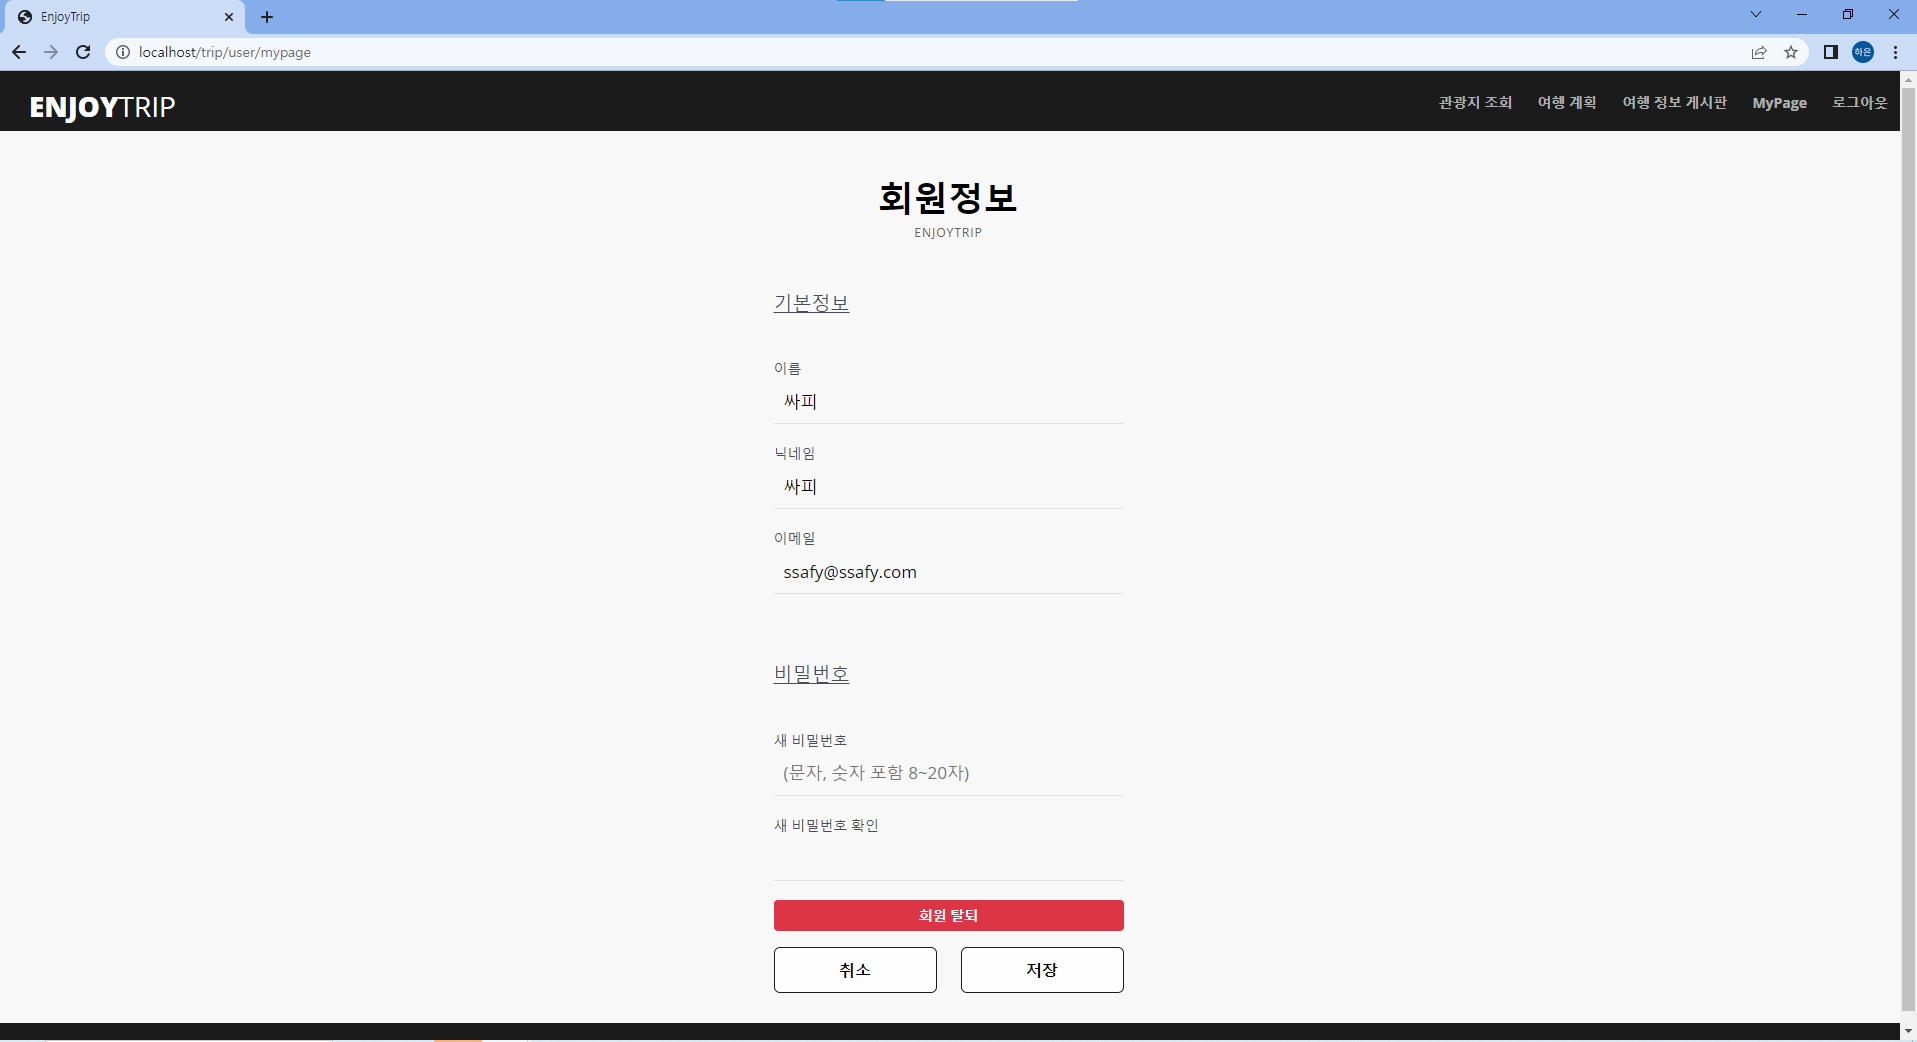 EnjoyTrip
localhost/trip/user/mypage
하은
ENJOYTRIP
관광지 조회 여행 계획 여행 정보 게시판 MyPage 로그아웃
회원정보
ENJOYTRIP
기본정보
이름
싸피
닉네임
싸피
이메일
ssafy@ssafy.com
비밀번호
새 비밀번호
(문자, 숫자 포함 8~20자)
새 비밀번호 확인
회원 탈퇴
취소 저장